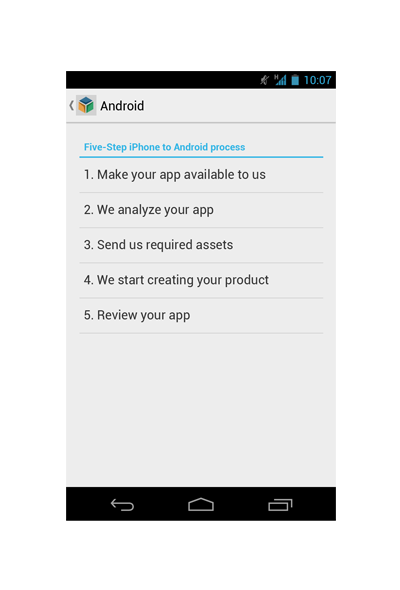 H 10:07
Android
Five-Step iPhone to Android process
1. Make your app available to us
2. We analyze your app
3. Send us required assets
4. We start creating your product
5. Review your app